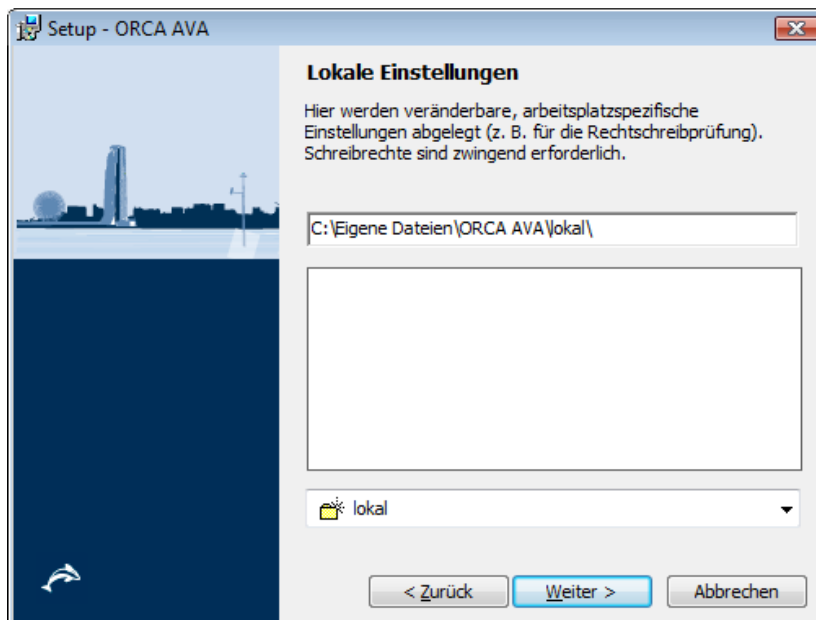 Setup - ORCA AVA
Lokale Einstellungen
Hier werden veränderbare, arbeitsplatzspezifische
Einstellungen abgelegt (z. B. für die Rechtschreibprüfung).
Schreibrechte sind zwingend erforderlich.
C:\Eigene Dateien\ORCA AVA\lokal\
lokal
< Zurück
Weiter >
Abbrechen